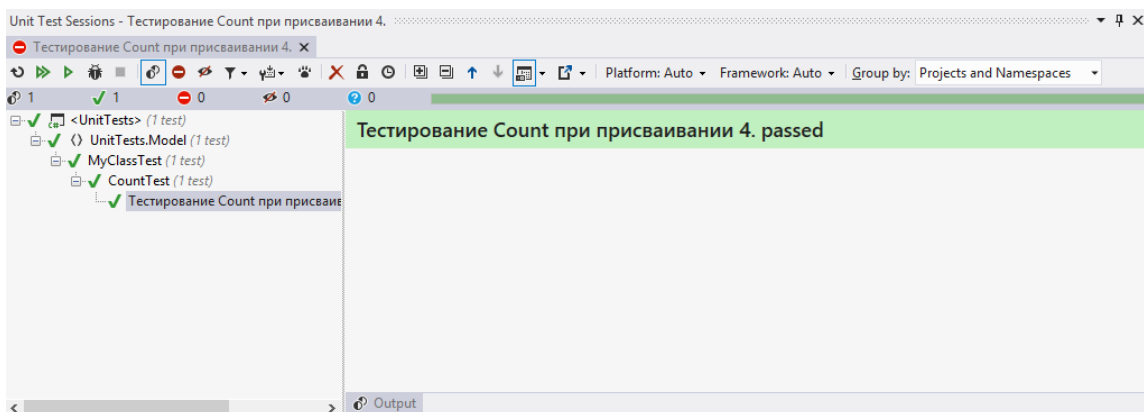 Unit Test Sessions - Тестирование Count при присваивании 4.
Тестирование Count при присваивании 4.
Platform: Auto Framework: Auto Group by: Projects and Namespaces
1 1 0 0 0
<UnitTests> (1 test)
UnitTests.Model (1 test)
MyClassTest (1 test)
CountTest (1 test)
Тестирование Count при присваив
Тестирование Count при присваивании 4. passed
Output